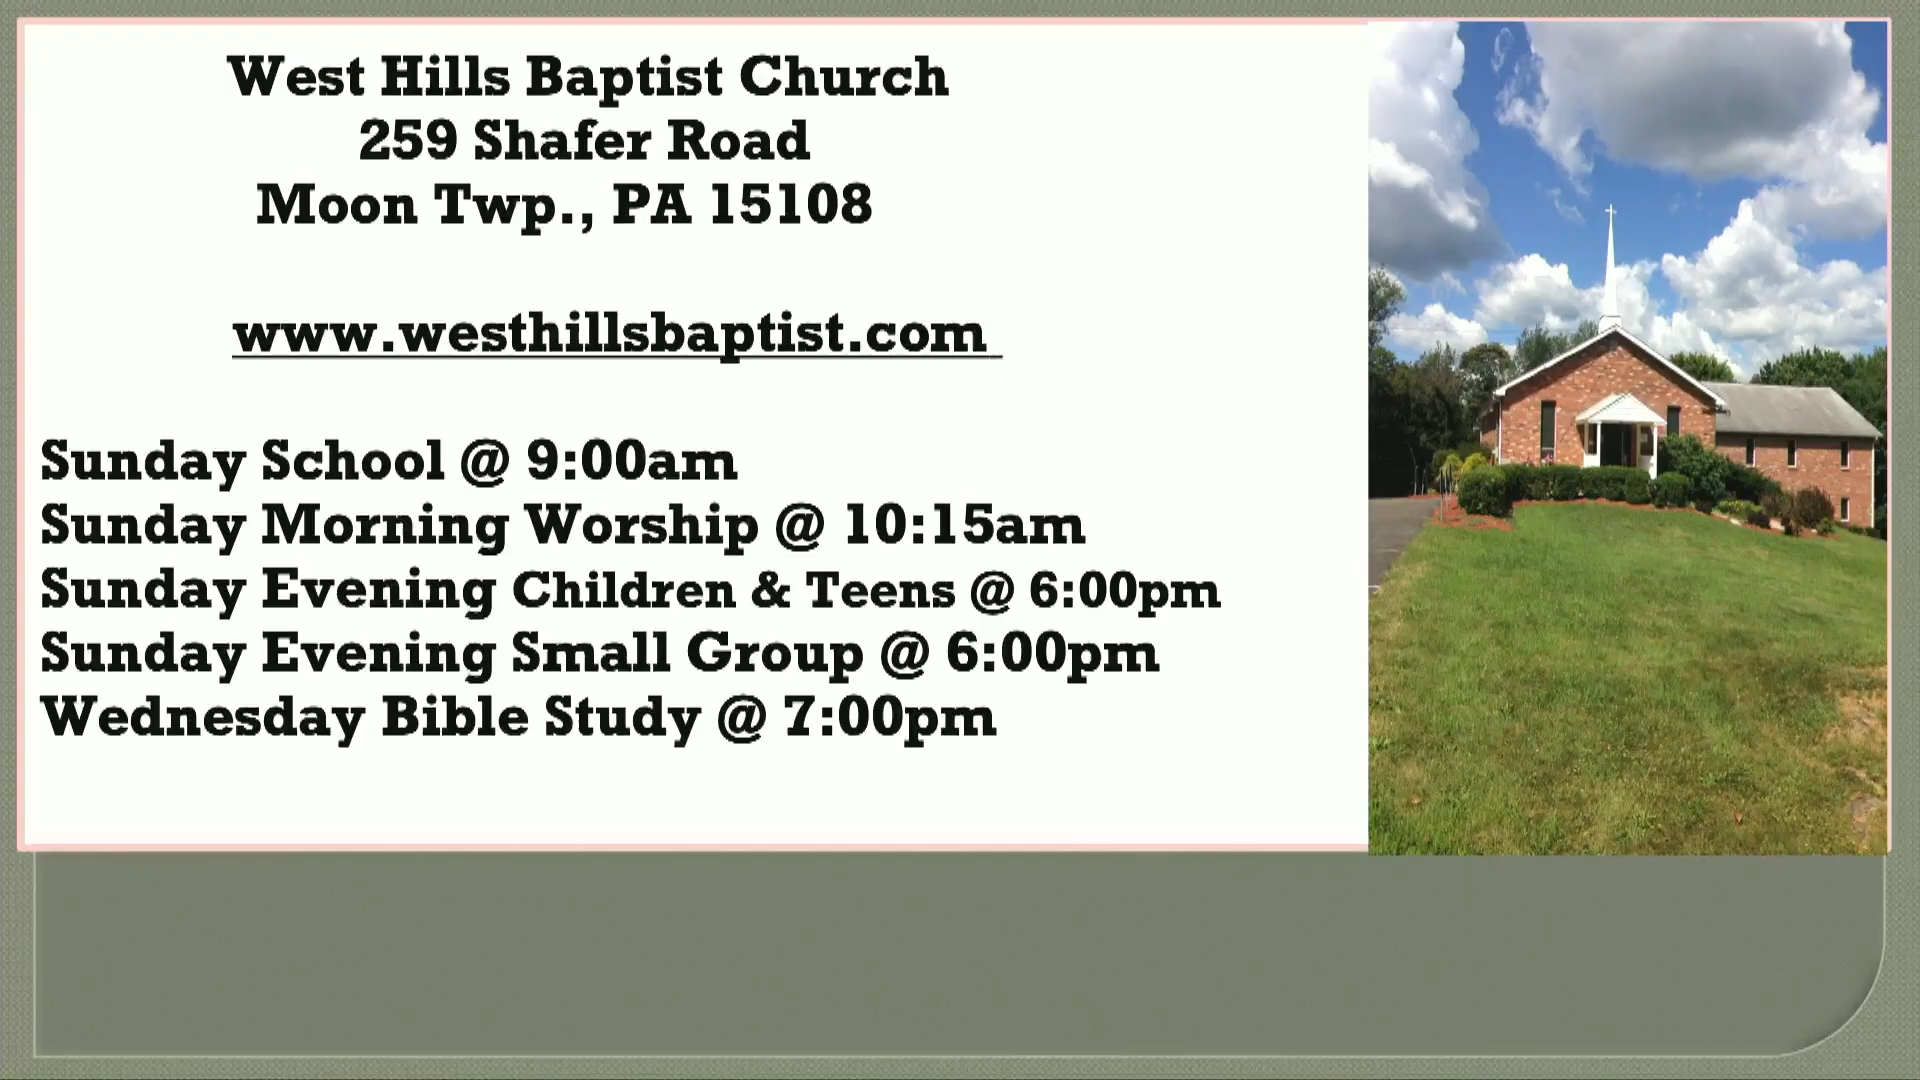 West Hills Baptist Church
259 Shafer Road
Moon Twp., PA 15108
www.westhillsbaptist.com
Sunday School @ 9:00am
Sunday Morning Worship @ 10:15am
Sunday Evening Children & Teens @ 6:00pm
Sunday Evening Small Group @ 6:00pm
Wednesday Bible Study @ 7:00pm